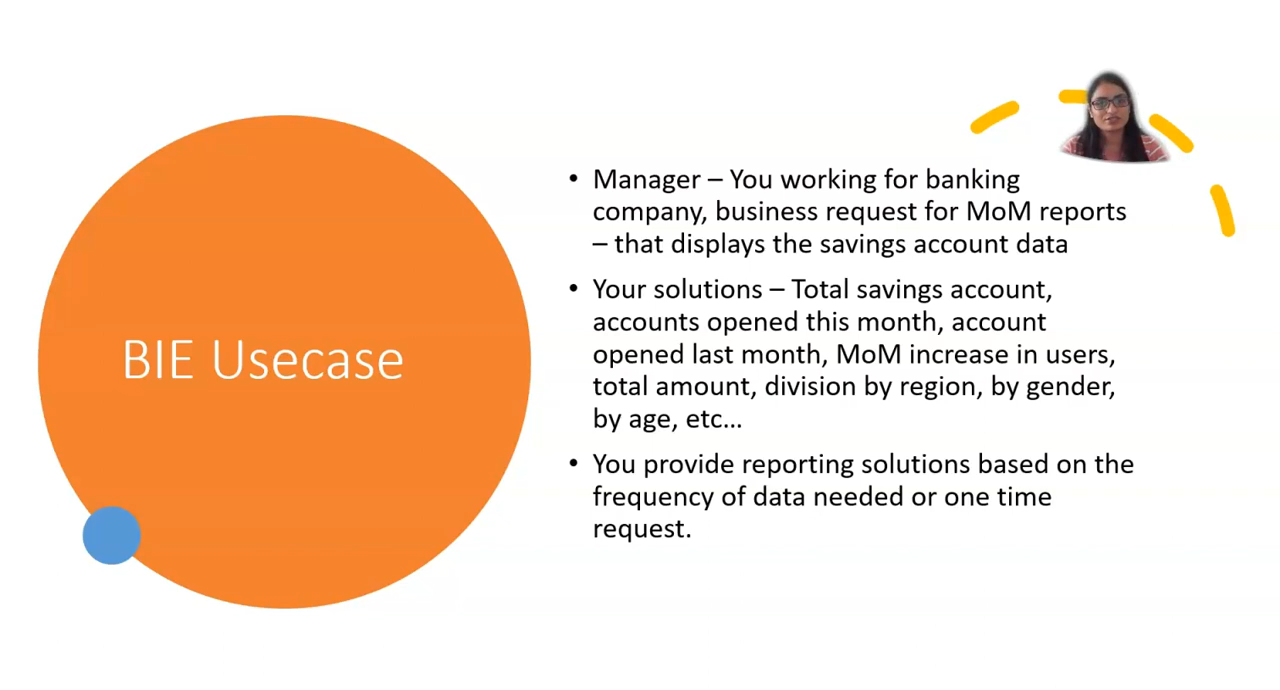 BIE Usecase
• Manager – You working for banking
company, business request for MoM reports
– that displays the savings account data
• Your solutions – Total savings account,
accounts opened this month, account
opened last month, MoM increase in users,
total amount, division by region, by gender,
by age, etc...
• You provide reporting solutions based on the
frequency of data needed or one time
request.